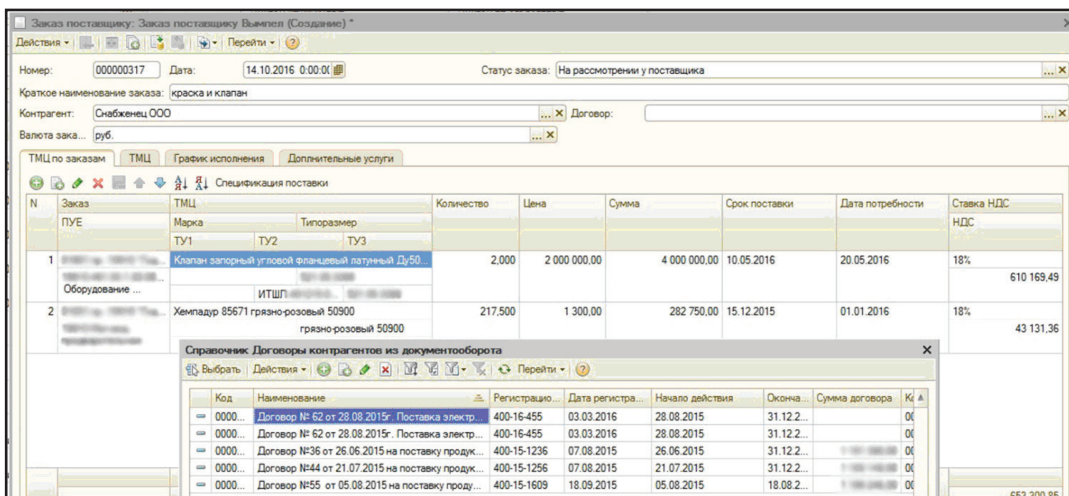 Заказ поставщику: Заказ поставщику Вымпел (Создание) *
Действия Перейти
Номер: 000000317 Дата: 14.10.2016 0:00:0( Статус заказа: На рассмотрении у поставщика ...
Краткое наименование заказа: краска и клапан
Контрагент: Снабженец ООО ... Договор: ...
Валюта зака... руб. ...
ТМЦ по заказам ТМЦ График исполнения Доплнительные услуги
Спецификация поставки
N Заказ ТМЦ Количество Цена Сумма Срок поставки Дата потребности Ставка НДС
ПУЕ Марка Типоразмер НДС
ТУ1 ТУ2 ТУ3
1 Клапан запорный угловой фланцевый латунный Ду50... 2,000 2 000 000,00 4 000 000,00 10.05.2016 20.05.2016 18%
610 169,49
Оборудование ... ИТШЛ
2 Хемпадур 85671 грязно-розовый 50900 217,500 1 300,00 282 750,00 15.12.2015 01.01.2016 18%
грязно-розовый 50900 43 131,36
Справочник Договоры контрагентов из документооборота
Выбрать Действия Перейти
Код Наименование Регистрацио... Дата регистра... Начало действия Оконча... Сумма договора
0000... Договор № 62 от 28.08.2015г. Поставка электр... 400-16-455 03.03.2016 28.08.2015 31.12.2...
0000... Договор № 62 от 28.08.2015г. Поставка электр... 400-16-455 03.03.2016 28.08.2015 31.12.2...
0000... Договор №36 от 26.06.2015 на поставку продук... 400-15-1236 07.08.2015 26.06.2015 31.12.2...
0000... Договор №44 от 21.07.2015 на поставку продук... 400-15-1256 07.08.2015 21.07.2015 31.12.2...
0000... Договор №55 от 05.08.2015 на поставку проду... 400-15-1609 18.09.2015 05.08.2015 18.08.2...
653 300,85